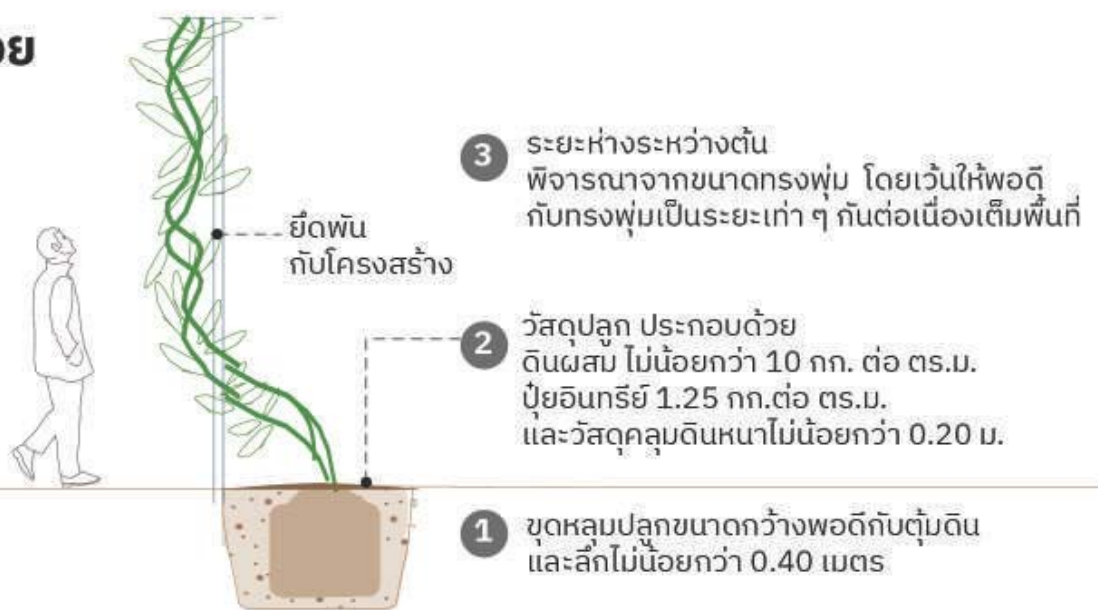 3 ระยะห่างระหว่างต้น
พิจารณาจากขนาดทรงพุ่ม โดยเว้นให้พอดี
กับทรงพุ่มเป็นระยะเท่า ๆ กันต่อเนื่องเต็มพื้นที่
ยึดพัน
กับโครงสร้าง
2 วัสดุปลูก ประกอบด้วย
ดินผสม ไม่น้อยกว่า 10 กก. ต่อ ตร.ม.
ปุ๋ยอินทรีย์ 1.25 กก.ต่อ ตร.ม.
และวัสดุคลุมดินหนาไม่น้อยกว่า 0.20 ม.
1 ขุดหลุมปลูกขนาดกว้างพอดีกับตุ้มดิน
และลึกไม่น้อยกว่า 0.40 เมตร